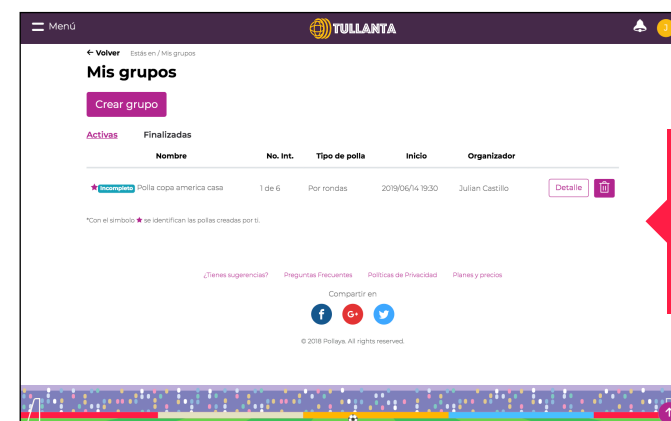 Menú
TULLANTA
J
← Volver Estás en / Mis grupos
Mis grupos
Crear grupo
Activas Finalizadas
Nombre No. Int. Tipo de polla Inicio Organizador
★ Incompleto Polla copa america casa 1 de 6 Por rondas 2019/06/14 19:30 Julian Castillo Detalle
*Con el simbolo ★ se identifican las pollas creadas por ti.
¿Tienes sugerencias? Preguntas Frecuentes Políticas de Privacidad Planes y precios
Compartir en
f G+
© 2018 Pollaya. All rights reserved.